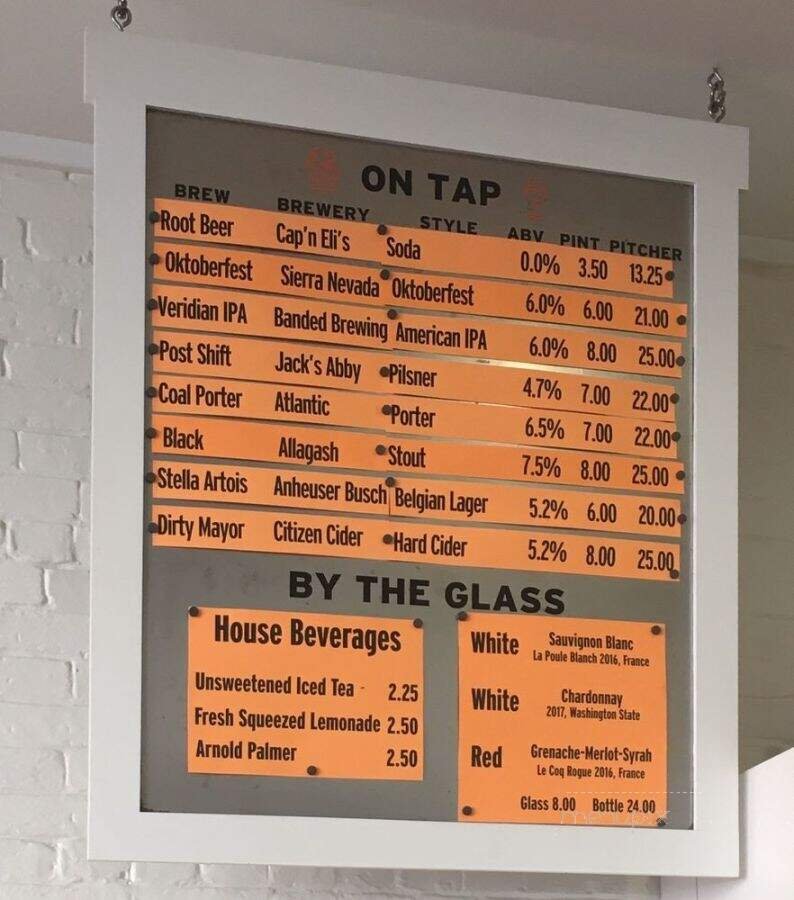 ON TAP
BREW BREWERY STYLE ABV PINT PITCHER
Root Beer Cap'n Eli's Soda 0.0% 3.50 13.25
Oktoberfest Sierra Nevada Oktoberfest 6.0% 6.00 21.00
Veridian IPA Banded Brewing American IPA 6.0% 8.00 25.00
Post Shift Jack's Abby Pilsner 4.7% 7.00 22.00
Coal Porter Atlantic Porter 6.5% 7.00 22.00
Black Allagash Stout 7.5% 8.00 25.00
Stella Artois Anheuser Busch Belgian Lager 5.2% 6.00 20.00
Dirty Mayor Citizen Cider Hard Cider 5.2% 8.00 25.00
BY THE GLASS
House Beverages
Unsweetened Iced Tea - 2.25
Fresh Squeezed Lemonade 2.50
Arnold Palmer 2.50
White Sauvignon Blanc
La Poule Blanch 2016, France
White Chardonnay
2017, Washington State
Red Grenache-Merlot-Syrah
Le Coq Rogue 2016, France
Glass 8.00 Bottle 24.00